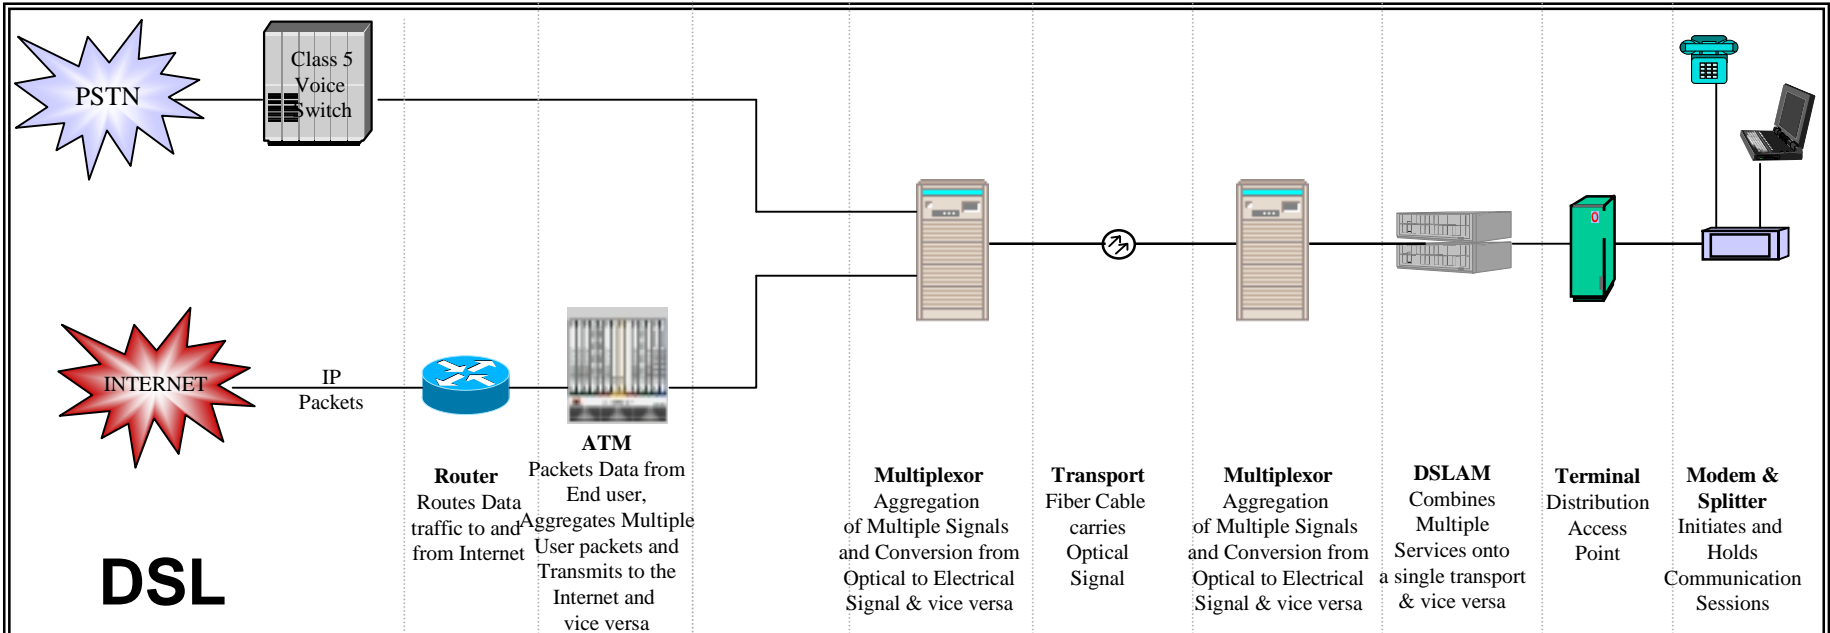 PSTN
Class 5
Voice
Switch
INTERNET
IP
Packets
DSL
Router
Routes Data
traffic to and
from Internet
ATM
Packets Data from
End user,
Aggregates Multiple
User packets and
Transmits to the
Internet and
vice versa
Multiplexor
Aggregation
of Multiple Signals
and Conversion from
Optical to Electrical
Signal & vice versa
Transport
Fiber Cable
carries
Optical
Signal
Multiplexor
Aggregation
of Multiple Signals
and Conversion from
Optical to Electrical
Signal & vice versa
DSLAM
Combines
Multiple
Services onto
a single transport
& vice versa
0
Terminal
Distribution
Access
Point
Modem &
Splitter
Initiates and
Holds
Communication
Sessions